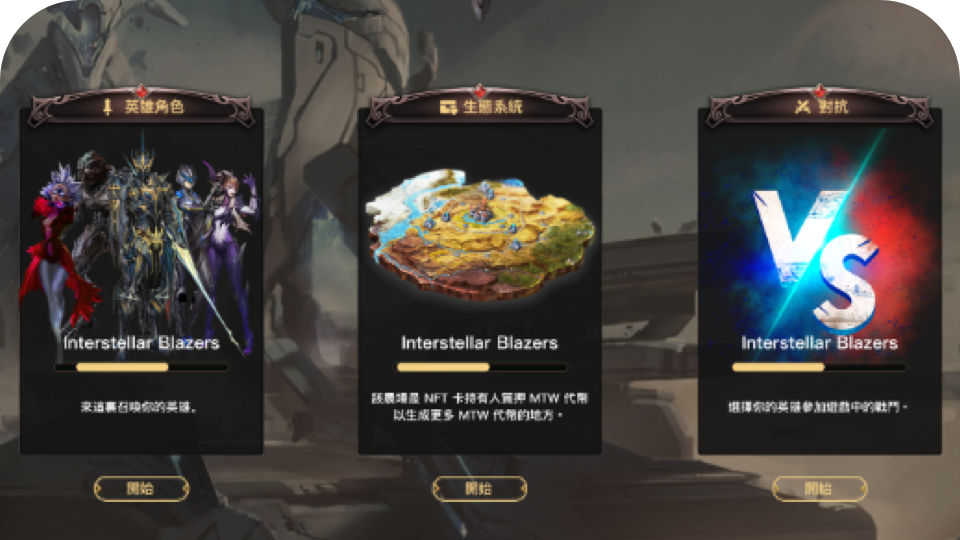 英雄角色
Interstellar Blazers
來這裏召喚你的英雄。
開始
生態系統
Interstellar Blazers
該農場是 NFT 卡持有人質押 MTW 代幣
以生成更多 MTW 代幣的地方。
開始
對抗
VS
Interstellar Blazers
選擇你的英雄參加遊戲中的戰鬥。
開始